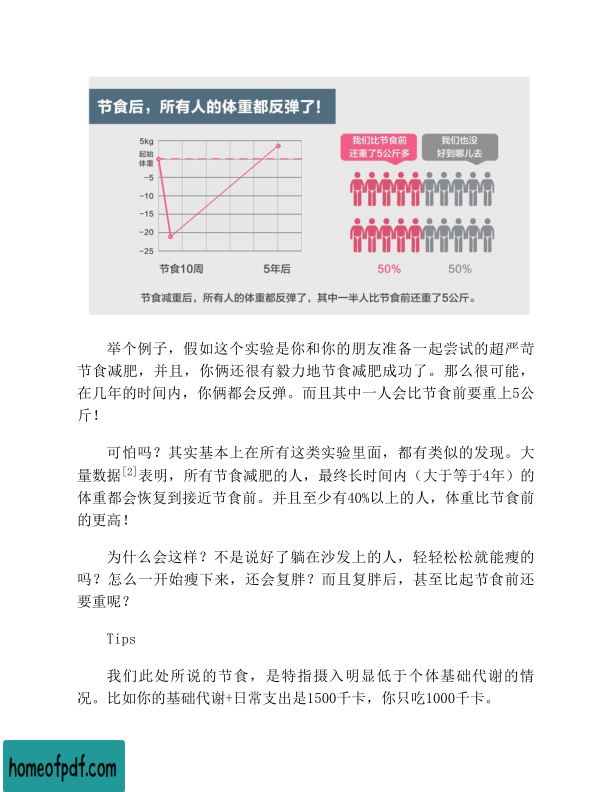 节食后，所有人的体重都反弹了！
5kg
起始
体重
-5
-10
-15
-20
-25
节食10周
5年后
我们比节食前
还重了5公斤多
我们也没
好到哪儿去
50%
50%
节食减重后，所有人的体重都反弹了，其中一半人比节食前还重了5公斤。
举个例子，假如这个实验是你和你的朋友准备一起尝试的超严苛
节食减肥，并且，你俩还很有毅力地节食减肥成功了。那么很可能，
在几年的时间内，你俩都会反弹。而且其中一人会比节食前要重上5公
斤！
可怕吗？其实基本上在所有这类实验里面，都有类似的发现。大
量数据[2]表明，所有节食减肥的人，最终长时间内（大于等于4年）的
体重都会恢复到接近节食前。并且至少有40%以上的人，体重比节食前
的更高！
为什么会这样？不是说好了躺在沙发上的人，轻轻松松就能瘦的
吗？怎么一开始瘦下来，还会复胖？而且复胖后，甚至比起节食前还
要重呢？
Tips
我们此处所说的节食，是特指摄入明显低于个体基础代谢的情
况。比如你的基础代谢+日常支出是1500千卡，你只吃1000千卡。
homeofpdf.com